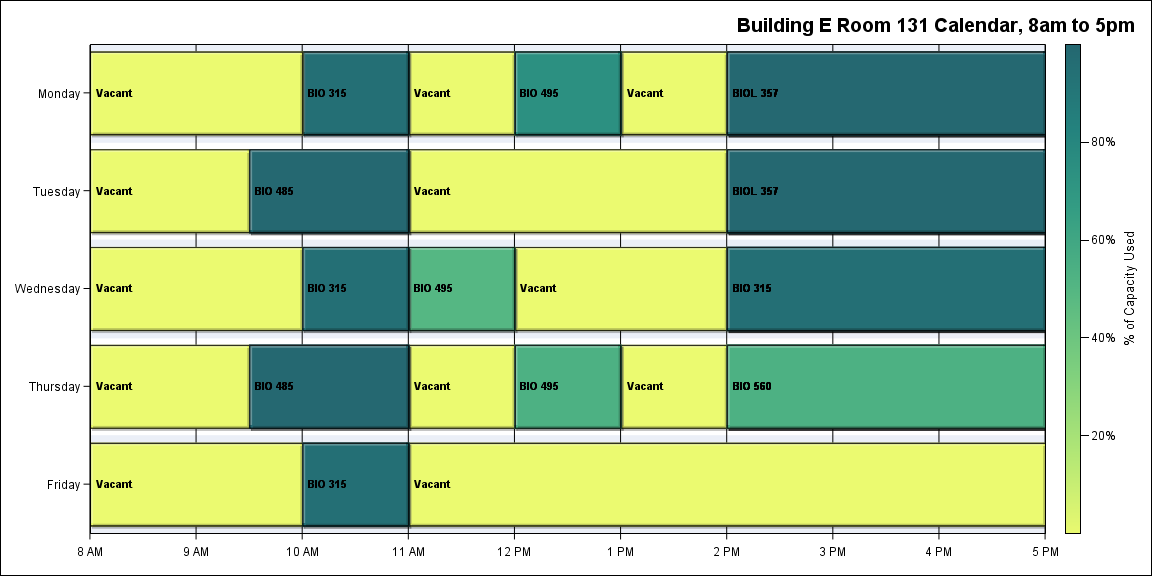 Building E Room 131 Calendar, 8am to 5pm
Monday
Vacant
BIO 315
Vacant
BIO 495
Vacant
BIOL 357
Tuesday
Vacant
BIO 485
Vacant
BIOL 357
Wednesday
Vacant
BIO 315
BIO 495
Vacant
BIO 315
Thursday
Vacant
BIO 485
Vacant
BIO 495
Vacant
BIO 560
Friday
Vacant
BIO 315
Vacant
8 AM
9 AM
10 AM
11 AM
12 PM
1 PM
2 PM
3 PM
4 PM
5 PM
80%
60%
40%
20%
% of Capacity Used